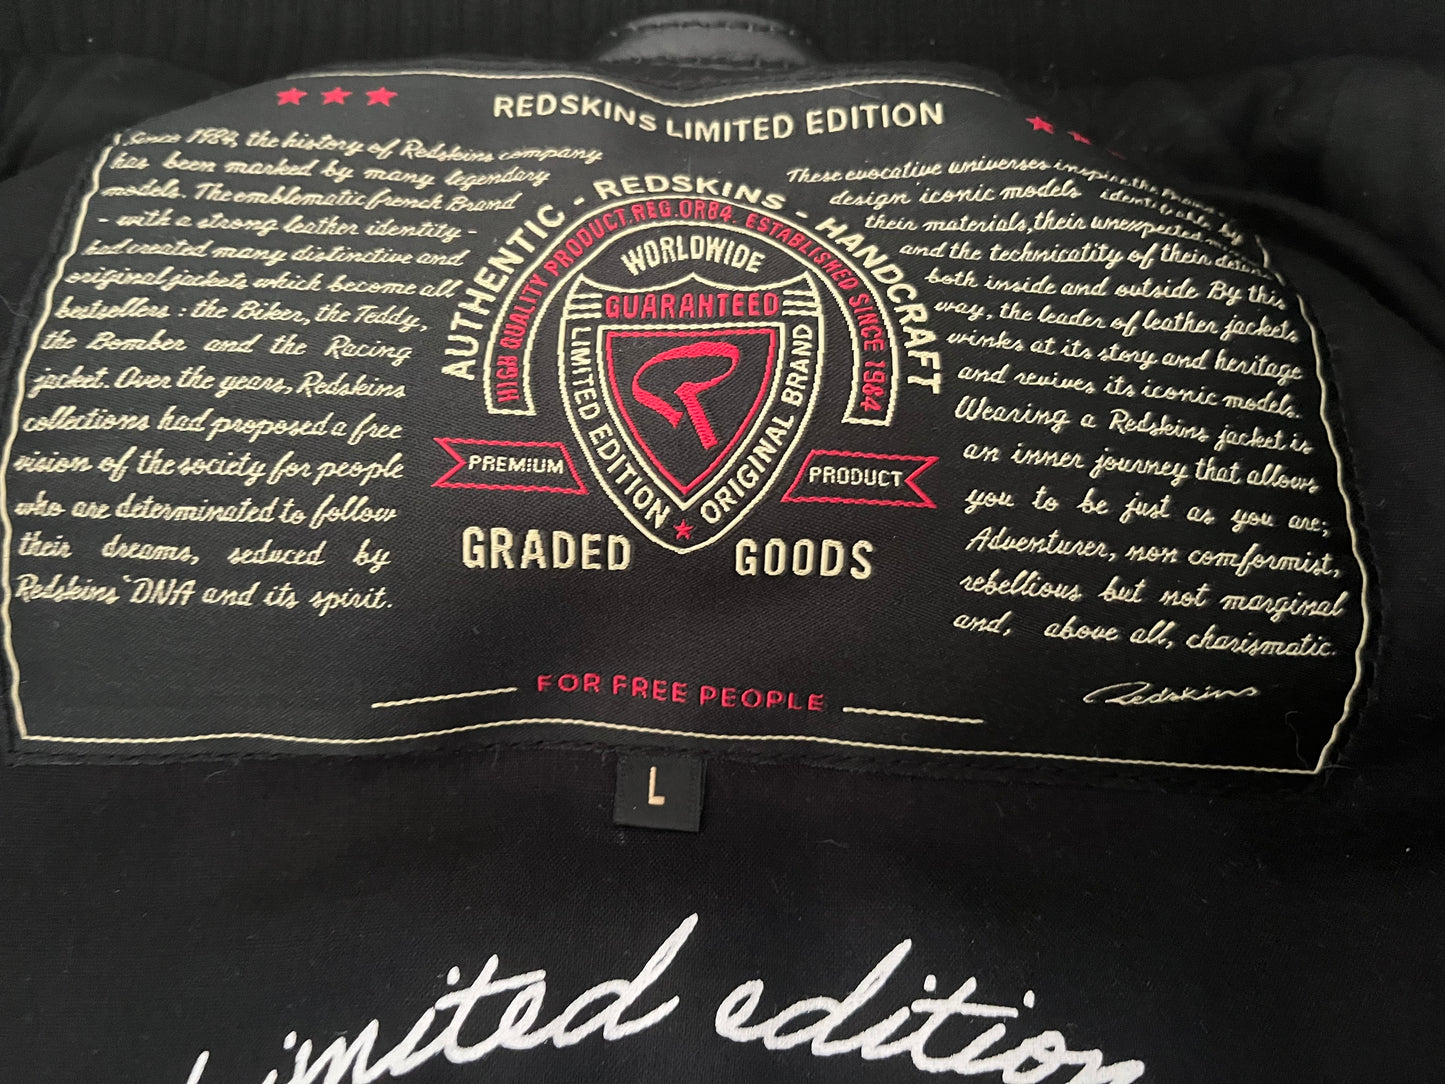 REDSKINS LIMITED EDITION
Since 1984, the history of Redskins company
has been marked by many legendary
models. The emblematic french Brand
- with a strong leather identity -
had created many distinctive and
original jackets which become all
bestsellers : the Biker, the Teddy,
the Bomber and the Racing
jacket. Over the years, Redskins
collections had proposed a free
vision of the society for people
who are determinated to follow
their dreams, seduced by
Redskins`DNA and its spirit.
AUTHENTIC - REDSKINS - HANDCRAFT
HIGH QUALITY PRODUCT.REG.OR84. ESTABLISHED SINCE 1984
WORLDWIDE
GUARANTEED
LIMITED EDITION
ORIGINAL BRAND
PREMIUM
PRODUCT
GRADED GOODS
These evocative universes inspire the
design iconic models identifiable by
their materials, their unexpected
and the technicality of their
both inside and outside By this
way, the leader of leather jackets
winks at its story and heritage
and revives its iconic models.
Wearing a Redskins jacket is
an inner journey that allows
you to be just as you are;
Adventurer, non comformist,
rebellious but not marginal
and, above all, charismatic.
Redskins
FOR FREE PEOPLE
L
Limited edition